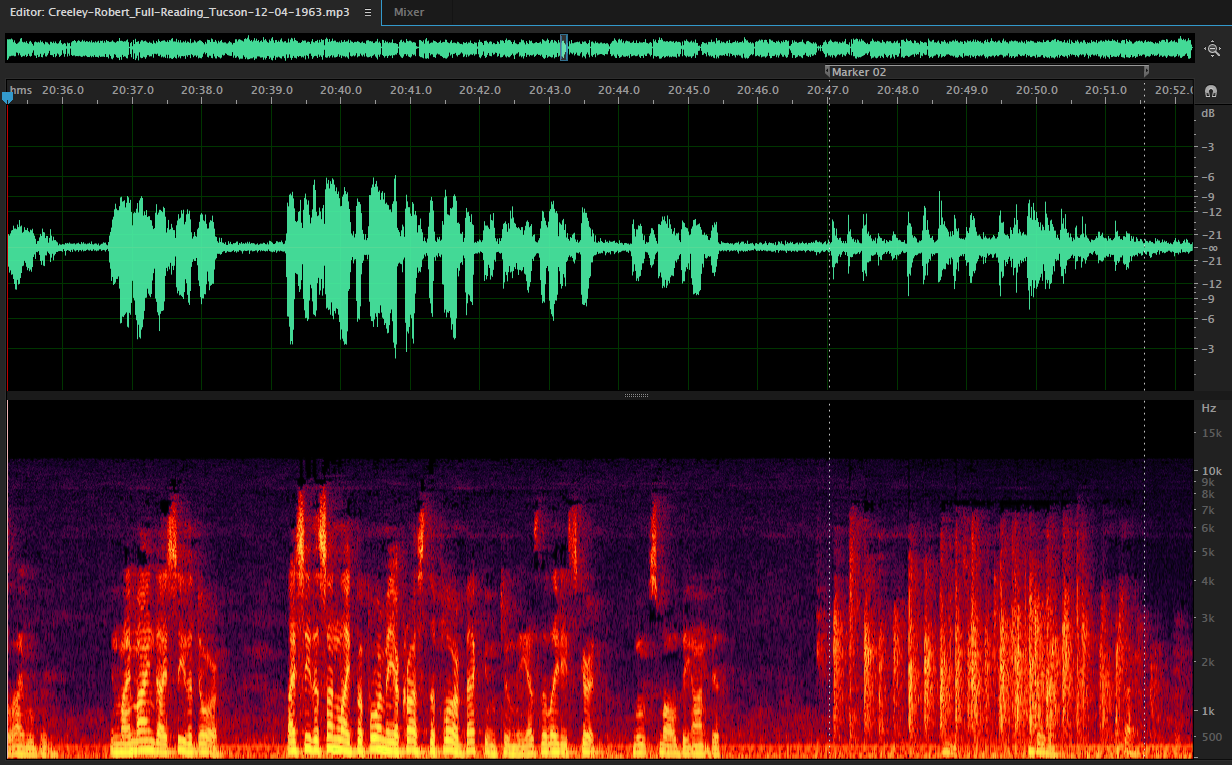 Editor: Creeley-Robert_Full-Reading_Tucson-12-04-1963.mp3 ≡ Mixer
Marker 02
hms 20:36.0 20:37.0 20:38.0 20:39.0 20:40.0 20:41.0 20:42.0 20:43.0 20:44.0 20:45.0 20:46.0 20:47.0 20:48.0 20:49.0 20:50.0 20:51.0 20:52.0
dB
-3
-6
-9
-12
-21
-∞
-21
-12
-9
-6
-3
Hz
15k
10k
9k
8k
7k
6k
5k
4k
3k
2k
1k
500